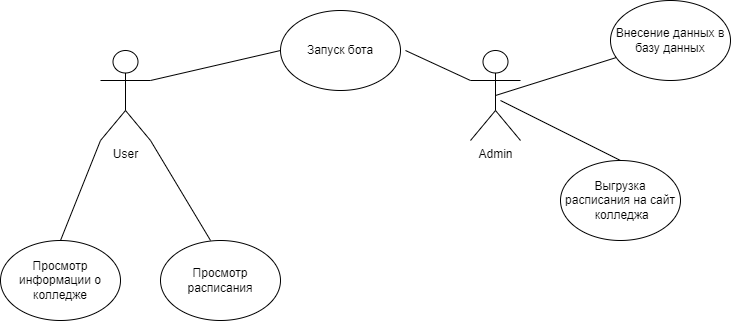 Внесение данных в
базу данных
Запуск бота
User
Admin
Выгрузка
расписания на сайт
колледжа
Просмотр
информации о
колледже
Просмотр
расписания